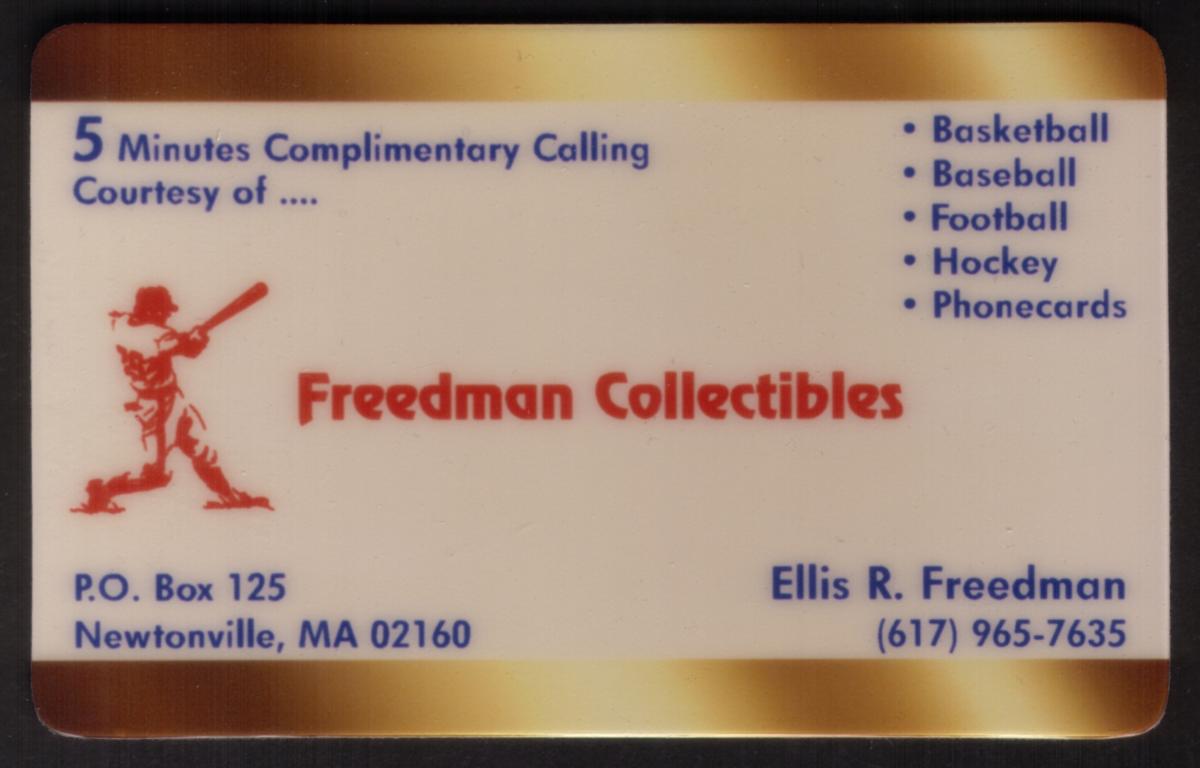 5 Minutes Complimentary Calling
Courtesy of ....
• Basketball
• Baseball
• Football
• Hockey
• Phonecards
Freedman Collectibles
P.O. Box 125
Newtonville, MA 02160
Ellis R. Freedman
(617) 965-7635